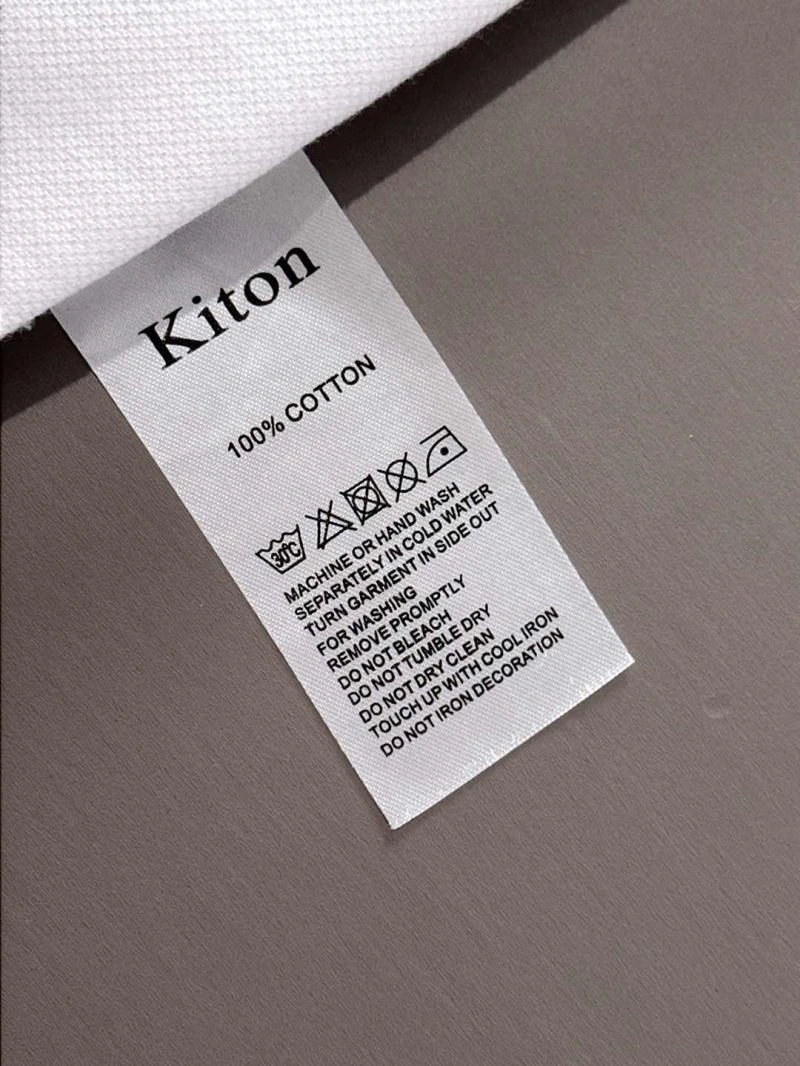 Kiton
100% COTTON
30°C
MACHINE OR HAND WASH
SEPARATELY IN COLD WATER
TURN GARMENT IN SIDE OUT
FOR WASHING
REMOVE PROMPTLY
DO NOT BLEACH
DO NOT TUMBLE DRY
DO NOT DRY CLEAN
TOUCH UP WITH COOL IRON
DO NOT IRON DECORATION